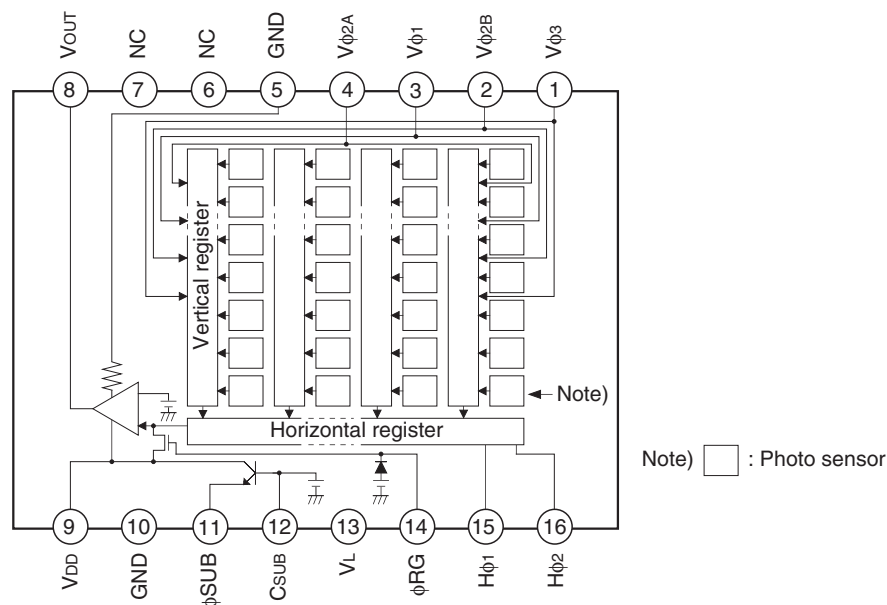 VOUT
NC
NC
GND
Vϕ2A
Vϕ1
Vϕ2B
Vϕ3
8
7
6
5
4
3
2
1
Vertical register
Note)
Horizontal register
Note) : Photo sensor
9
10
11
12
13
14
15
16
VDD
GND
ϕSUB
CSUB
VL
ϕRG
Hϕ1
Hϕ2